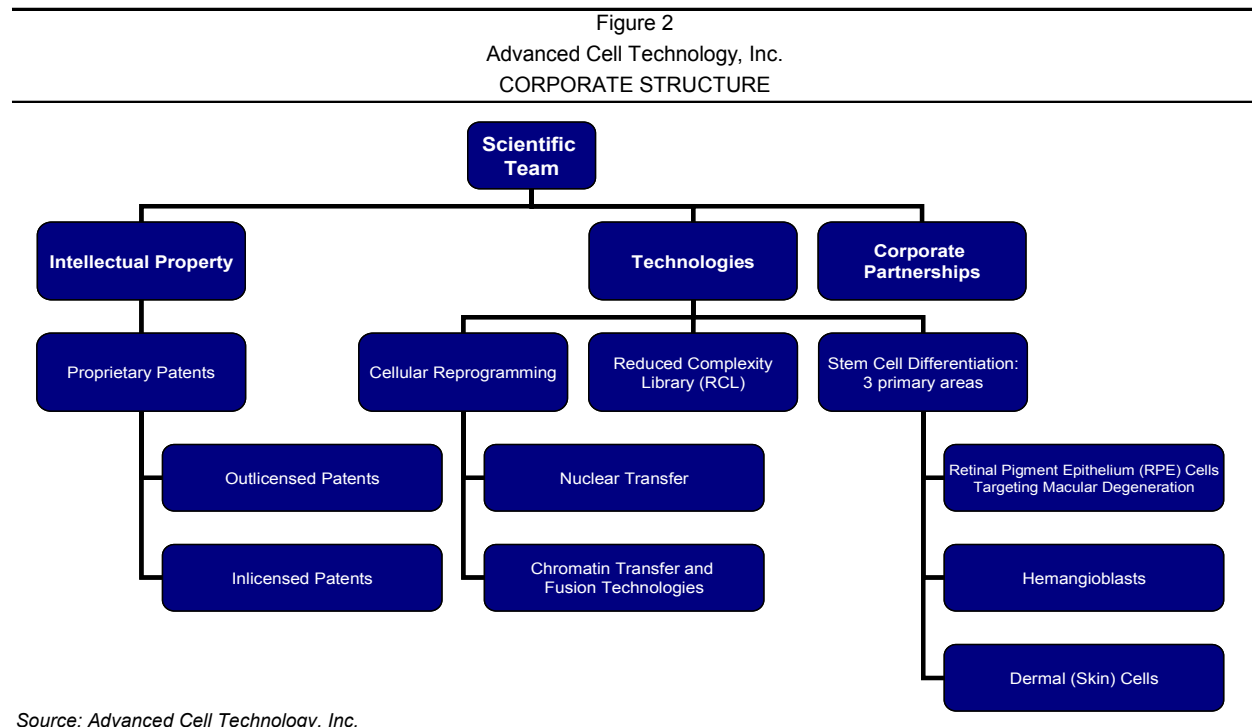 Figure 2
Advanced Cell Technology, Inc.
CORPORATE STRUCTURE
Scientific
Team
Intellectual Property
Technologies
Corporate
Partnerships
Proprietary Patents
Cellular Reprogramming
Reduced Complexity
Library (RCL)
Stem Cell Differentiation:
3 primary areas
Outlicensed Patents
Nuclear Transfer
Retinal Pigment Epithelium (RPE) Cells
Targeting Macular Degeneration
Inlicensed Patents
Chromatin Transfer and
Fusion Technologies
Hemangioblasts
Dermal (Skin) Cells
Source: Advanced Cell Technology, Inc.